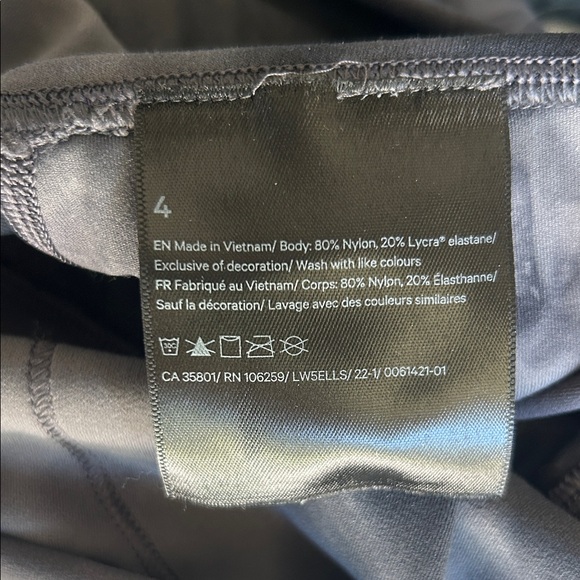 4
EN Made in Vietnam/ Body: 80% Nylon, 20% Lycra® elastane/
Exclusive of decoration/ Wash with like colours
FR Fabriqué au Vietnam/ Corps: 80% Nylon, 20% Élasthanne/
Sauf la décoration/ Lavage avec des couleurs similaires
30C
CA 35801/ RN 106259/ LW5ELLS/ 22-1/ 0061421-01